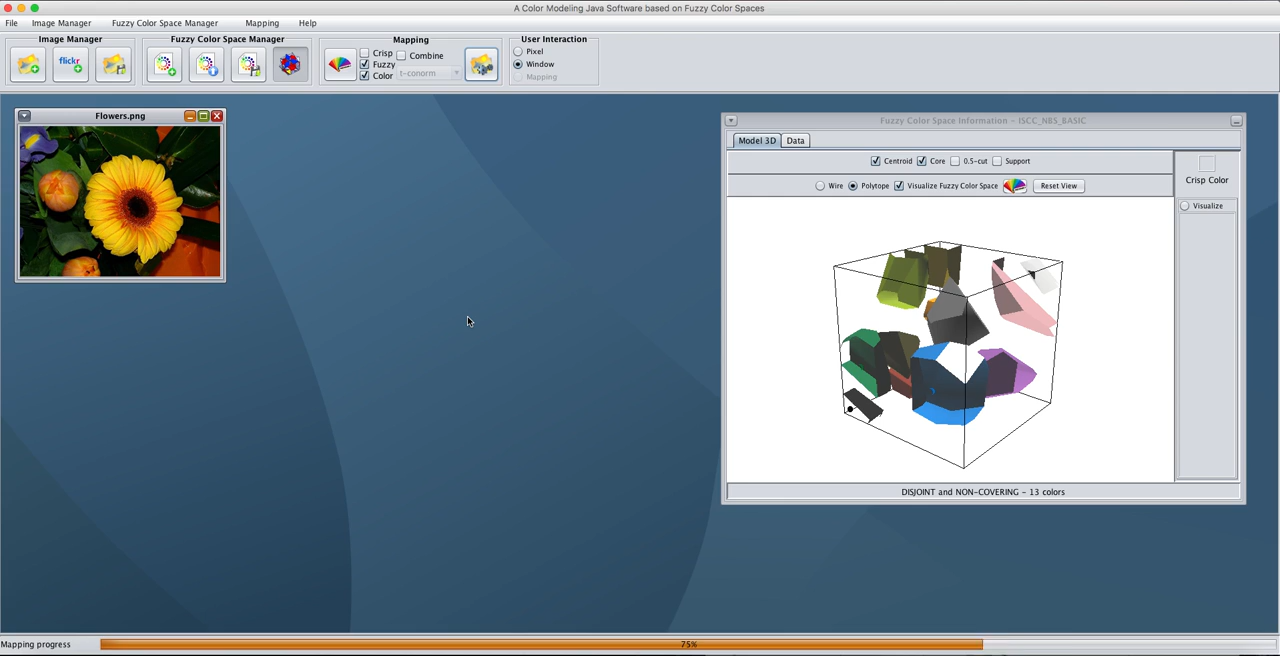 A Color Modeling Java Software based on Fuzzy Color Spaces
File Image Manager Fuzzy Color Space Manager Mapping Help
Image Manager Fuzzy Color Space Manager Mapping User Interaction
flickr
Crisp
Fuzzy
Color
Combine
t-conorm
Pixel
Window
Mapping
Flowers.png
Fuzzy Color Space Information - ISCC_NBS_BASIC
Model 3D Data
Centroid Core 0.5-cut Support
Wire Polytope Visualize Fuzzy Color Space Reset View
Crisp Color
Visualize
DISJOINT and NON-COVERING - 13 colors
Mapping progress 75%